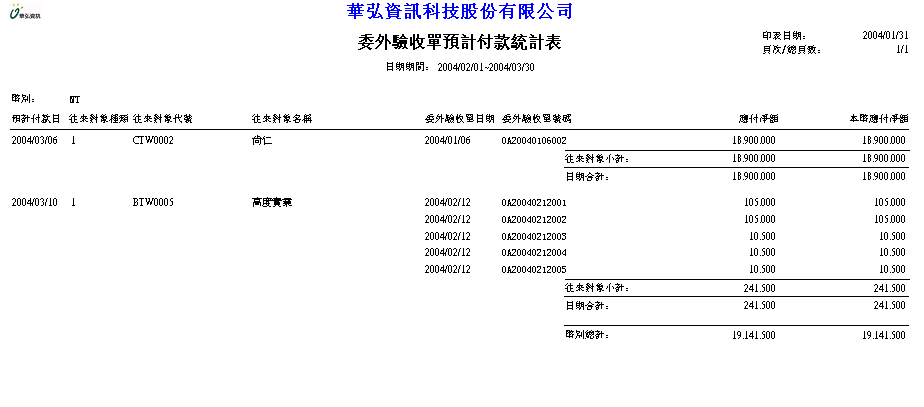 華弘資訊
華弘資訊科技股份有限公司
委外驗收單預計付款統計表
印表日期: 2004/01/31
頁次/總頁數: 1/1
日期期間: 2004/02/01~2004/03/30
幣別: NT
預計付款日 往來對象種類 往來對象代號 往來對象名稱 委外驗收單日期 委外驗收單號碼 應付淨額 本幣應付淨額
2004/03/06 1 CTW0002 尚仁 2004/01/06 OA20040106002 18,900.000 18,900.000
往來對象小計: 18,900.000 18,900.000
日期合計: 18,900.000 18,900.000
2004/03/10 1 BTW0005 高度實業 2004/02/12 OA20040212001 105.000 105.000
2004/02/12 OA20040212002 105.000 105.000
2004/02/12 OA20040212003 10.500 10.500
2004/02/12 OA20040212004 10.500 10.500
2004/02/12 OA20040212005 10.500 10.500
往來對象小計: 241.500 241.500
日期合計: 241.500 241.500
幣別總計: 19,141.500 19,141.500